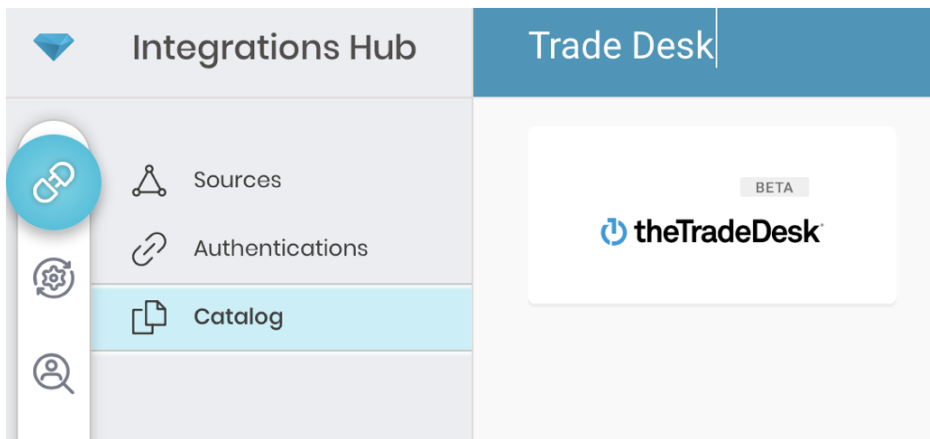 Integrations Hub
Trade Desk
Sources
Authentications
Catalog
BETA
theTradeDesk